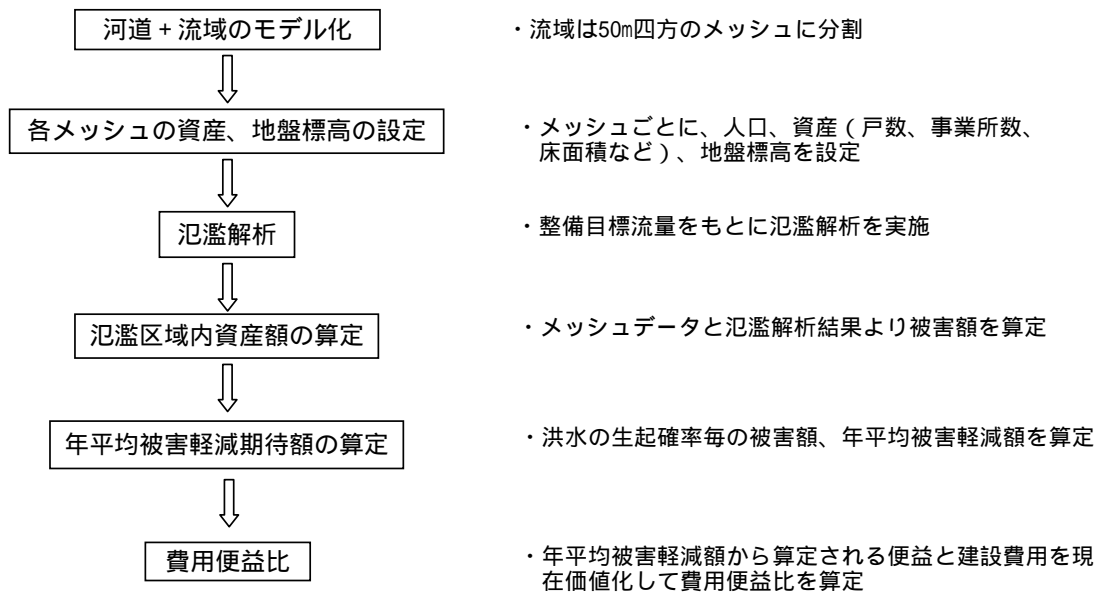 河道＋流域のモデル化
・流域は50m四方のメッシュに分割
各メッシュの資産、地盤標高の設定
・メッシュごとに、人口、資産（戸数、事業所数、
床面積など）、地盤標高を設定
氾濫解析
・整備目標流量をもとに氾濫解析を実施
氾濫区域内資産額の算定
・メッシュデータと氾濫解析結果より被害額を算定
年平均被害軽減期待額の算定
・洪水の生起確率毎の被害額、年平均被害軽減額を算定
費用便益比
・年平均被害軽減額から算定される便益と建設費用を現
在価値化して費用便益比を算定